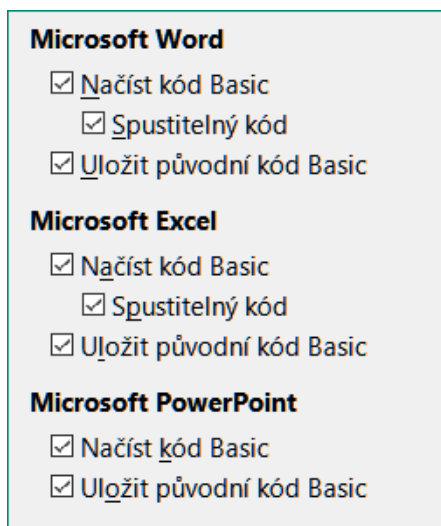 Microsoft Word
Načíst kód Basic
Spustitelný kód
Uložit původní kód Basic
Microsoft Excel
Načíst kód Basic
Spustitelný kód
Uložit původní kód Basic
Microsoft PowerPoint
Načíst kód Basic
Uložit původní kód Basic